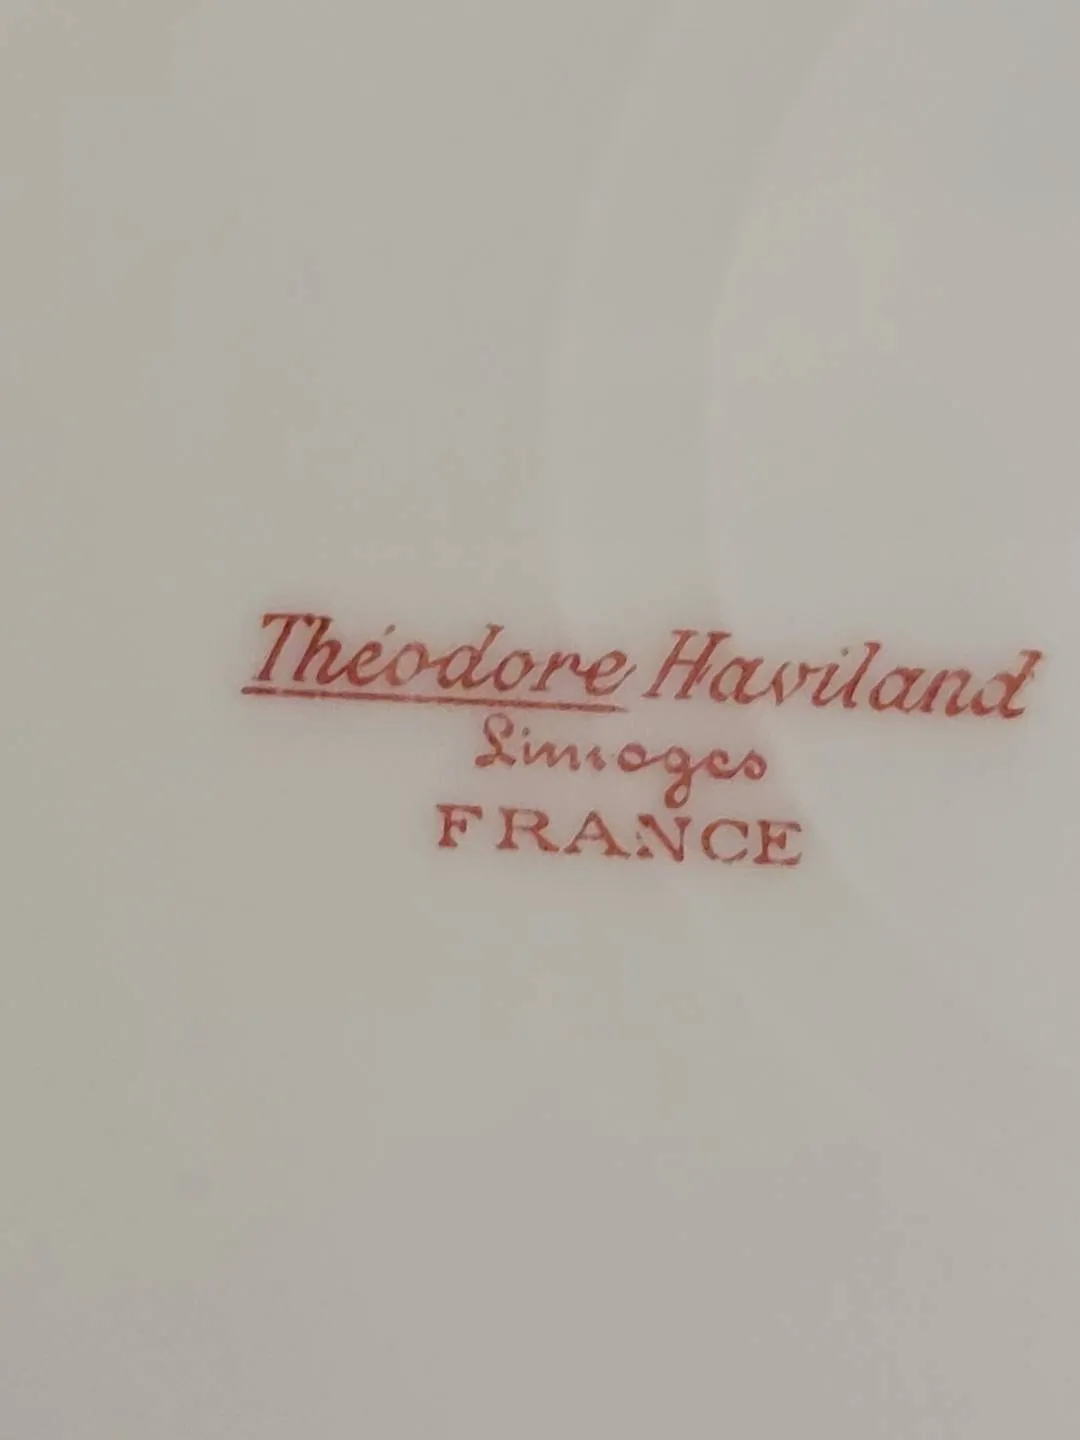 Théodore Haviland
Limoges
FRANCE